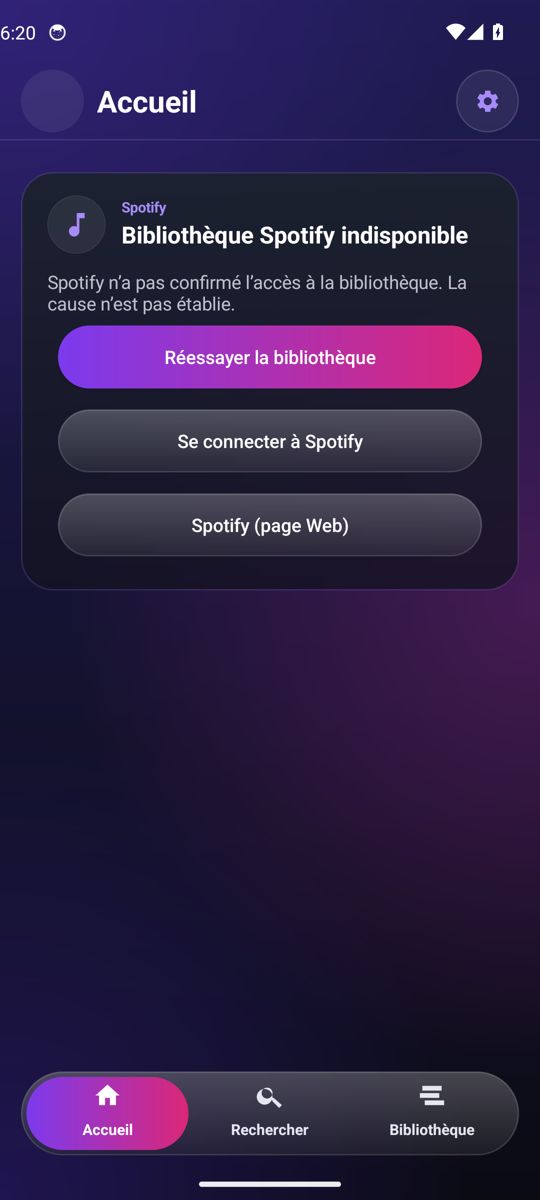 6:20
Accueil
Spotify
Bibliothèque Spotify indisponible
Spotify n’a pas confirmé l’accès à la bibliothèque. La
cause n’est pas établie.
Réessayer la bibliothèque
Se connecter à Spotify
Spotify (page Web)
Accueil
Rechercher
Bibliothèque